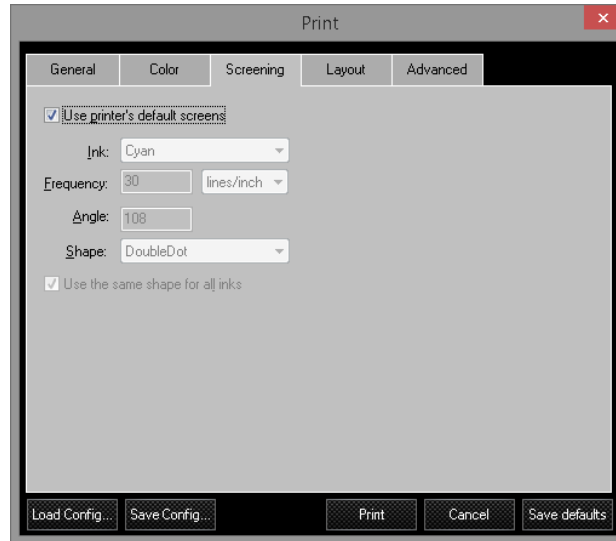 Print
General Color Screening Layout Advanced
Use printer's default screens
Ink: Cyan
Frequency: 30 lines/inch
Angle: 108
Shape: DoubleDot
Use the same shape for all inks
Load Config... Save Config... Print Cancel Save defaults